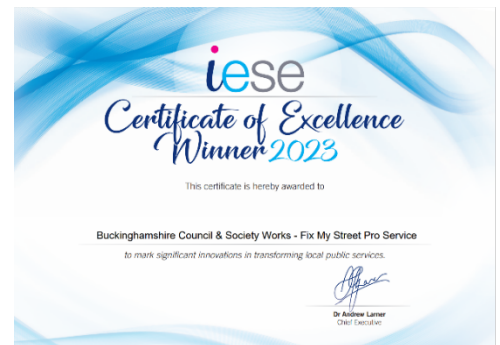 iese
Certificate of Excellence
Winner 2023
This certificate is hereby awarded to
Buckinghamshire Council & Society Works - Fix My Street Pro Service
to mark significant innovations in transforming local public services.
Dr Andrew Larner
Chief Executive